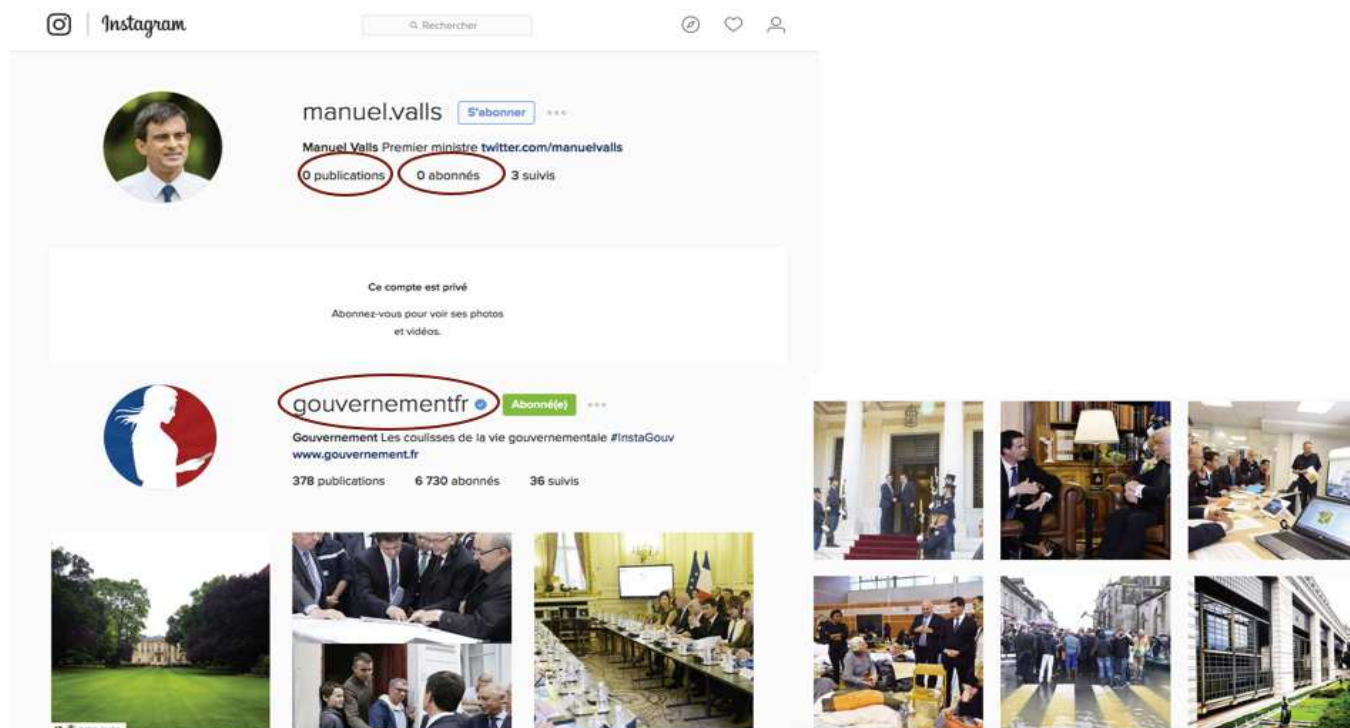 Instagram
Rechercher
manuel.valls S'abonner
Manuel Valls Premier ministre twitter.com/manuelvalls
0 publications 0 abonnés 3 suivis
Ce compte est privé
Abonnez-vous pour voir ses photos
et vidéos.
gouvernementfr Abonné(e)
Gouvernement Les coulisses de la vie gouvernementale #InstaGouv
www.gouvernement.fr
378 publications 6 730 abonnés 36 suivis